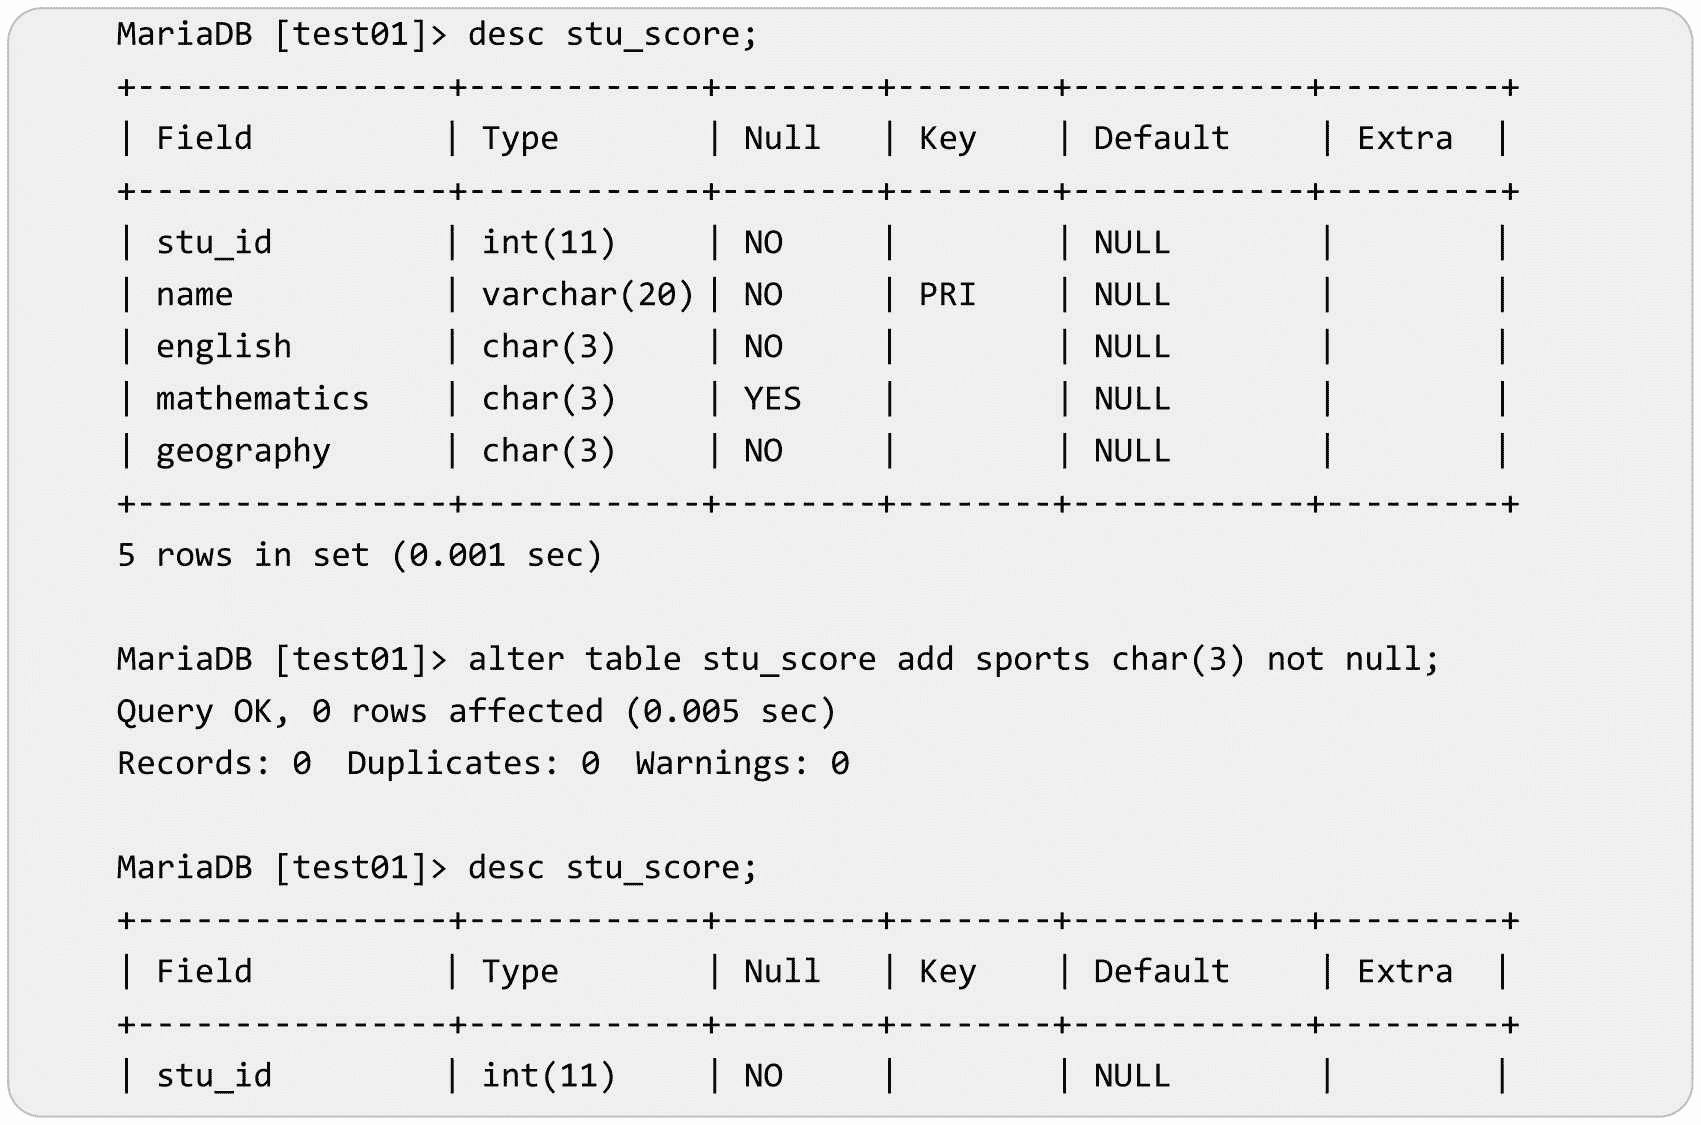 MariaDB [test01]> desc stu_score;
+----------------+------------+--------+--------+------------+---------+
| Field | Type | Null | Key | Default | Extra |
+----------------+------------+--------+--------+------------+---------+
| stu_id | int(11) | NO | | NULL | |
| name | varchar(20) | NO | PRI | NULL | |
| english | char(3) | NO | | NULL | |
| mathematics | char(3) | YES | | NULL | |
| geography | char(3) | NO | | NULL | |
+----------------+------------+--------+--------+------------+---------+
5 rows in set (0.001 sec)
MariaDB [test01]> alter table stu_score add sports char(3) not null;
Query OK, 0 rows affected (0.005 sec)
Records: 0 Duplicates: 0 Warnings: 0
MariaDB [test01]> desc stu_score;
+----------------+------------+--------+--------+------------+---------+
| Field | Type | Null | Key | Default | Extra |
+----------------+------------+--------+--------+------------+---------+
| stu_id | int(11) | NO | | NULL | |